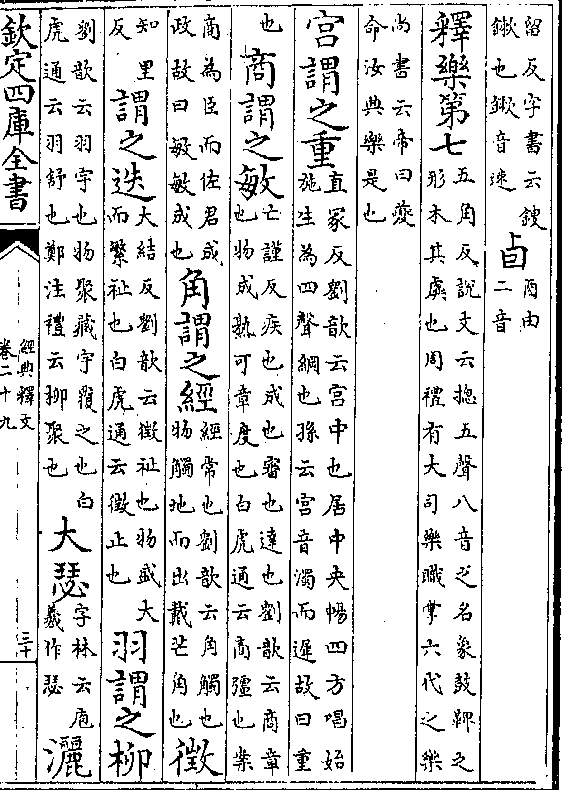 留反字書云鎪
鏉也鏉音速
卣
酉由
二音
釋樂第七
五角反說文云揔五聲八音之名象鼓鞞之
形木其虡也周禮有大司樂職掌六代之樂
尚書云帝曰夔
命汝典樂是也
宫謂之重
直冢反劉歆云宫中也居中央暢四方唱始
施生為四聲綱也孫云宫音濁而遲故曰重
也
商謂之敏
亡謹反疾也成也審也達也劉歆云商章
也物成熟可章度也白虎通云商彊也案
商為臣而佐君成
政故曰敏敏成也
角謂之經
經常也劉歆云角觸也
物觸地而出戴芒角也
徵
知里
反
謂之迭
大結反劉歆云徵祉也物盛大
而繁祉也白虎通云徵止也
羽謂之柳
劉歆云羽宇也物聚藏宇覆之也白
虎通云羽舒也鄭注禮云柳聚也
大瑟
字林云庖
羲作瑟
灑
欽定四庫全書
經典釋文
卷二十九
三十